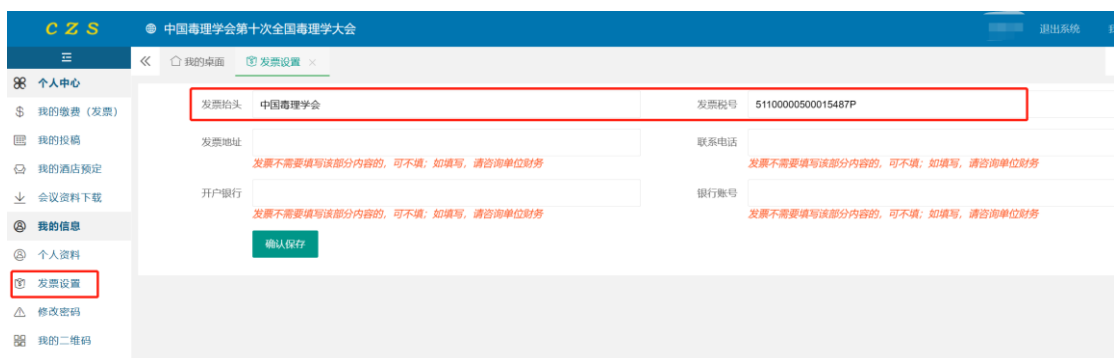 CZS 中国毒理学会第十次全国毒理学大会 退出系统
我的桌面 发票设置 ×
个人中心
我的缴费（发票）
我的投稿
我的酒店预定
会议资料下载
我的信息
个人资料
发票设置
修改密码
我的二维码
发票抬头 中国毒理学会 发票税号 51100000500015487P
发票地址 联系电话
发票不需要填写该部分内容的，可不填；如填写，请咨询单位财务 发票不需要填写该部分内容的，可不填；如填写，请咨询单位财务
开户银行 银行账号
发票不需要填写该部分内容的，可不填；如填写，请咨询单位财务 发票不需要填写该部分内容的，可不填；如填写，请咨询单位财务
确认保存